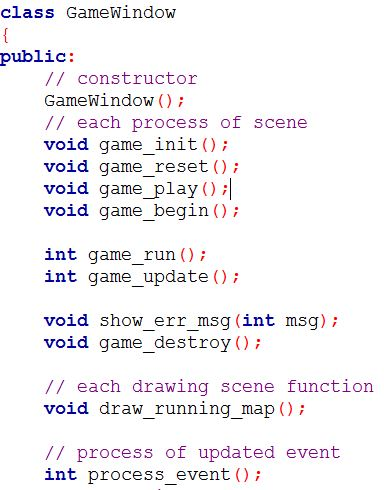 class GameWindow
{
public:
// constructor
GameWindow();
// each process of scene
void game_init();
void game_reset();
void game_play();
void game_begin();
int game_run();
int game_update();
void show_err_msg(int msg);
void game_destroy();
// each drawing scene function
void draw_running_map();
// process of updated event
int process_event();